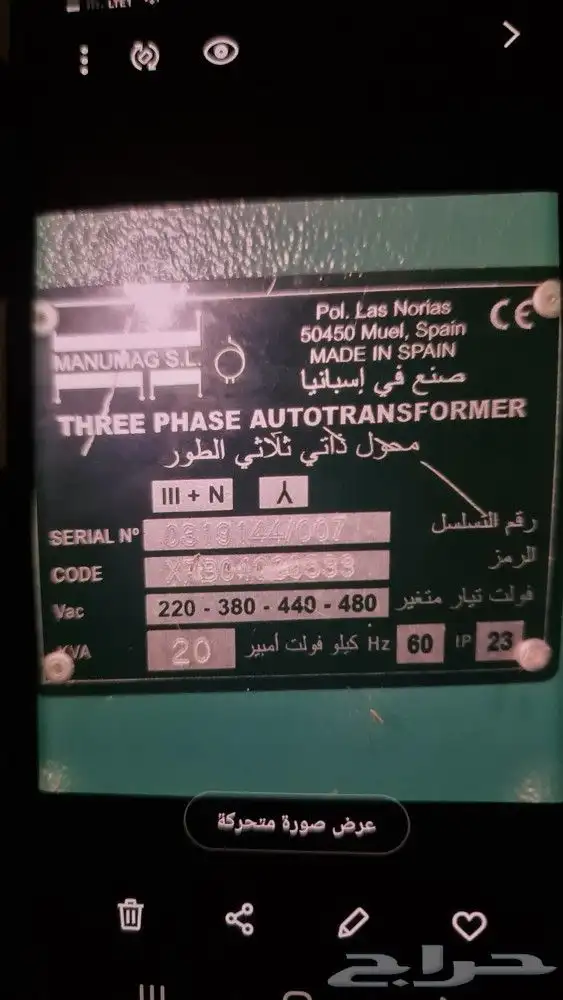 Pol. Las Norias
50450 Muel, Spain
MADE IN SPAIN
صنع في إسبانيا
CE
MANUMAG S.L.
THREE PHASE AUTOTRANSFORMER
محول ذاتي ثلاثي الطور
III + N
SERIAL Nº 0319144/007 رقم التسلسل
CODE الرمز
Vac 220 - 380 - 440 - 480 فولت تيار متغير
KVA 20 كيلو فولت أمبير Hz 60 IP 23
عرض صورة متحركة
حراج